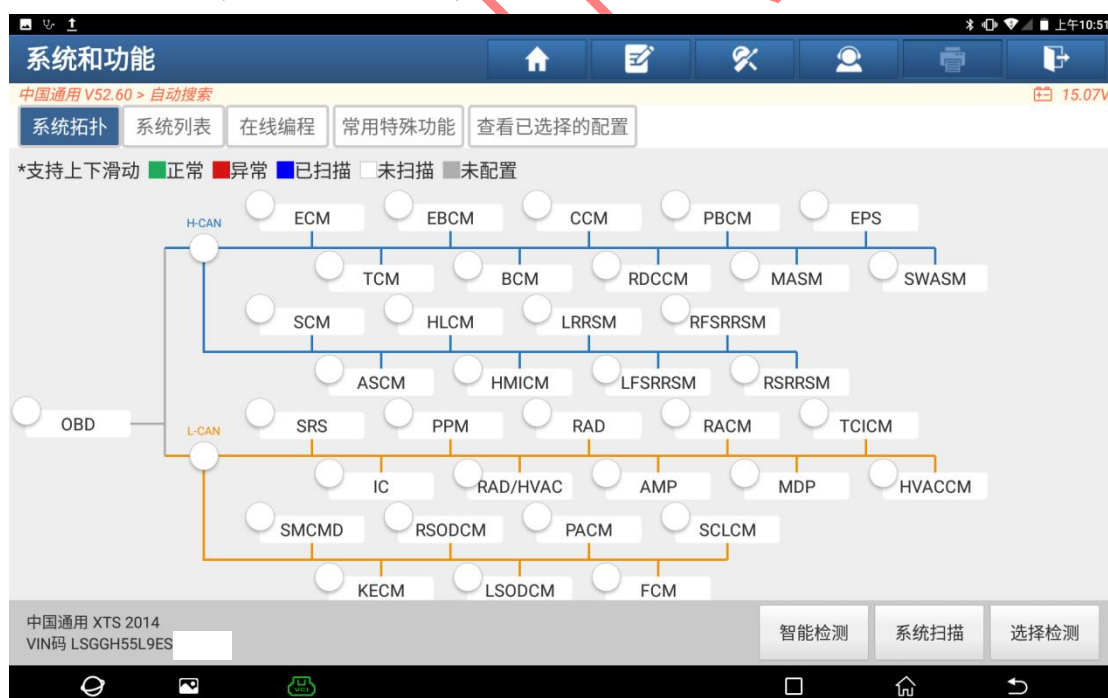 上午10:51
系统和功能
中国通用 V52.60 > 自动搜索
15.07V
系统拓扑 系统列表 在线编程 常用特殊功能 查看已选择的配置
*支持上下滑动 正常 异常 已扫描 未扫描 未配置
H-CAN
ECM EBCM CCM PBCM EPS
TCM BCM RDCCM MASM SWASM
SCM HLCM LRRSM RFSRRSM
ASCM HMICM LFSRRSM RSRRSM
OBD
L-CAN
SRS PPM RAD RACM TCICM
IC RAD/HVAC AMP MDP HVACCM
SMCMD RSODCM PACM SCLCM
KECM LSODCM FCM
中国通用 XTS 2014
VIN码 LSGGH55L9ES
智能检测 系统扫描 选择检测
VCI